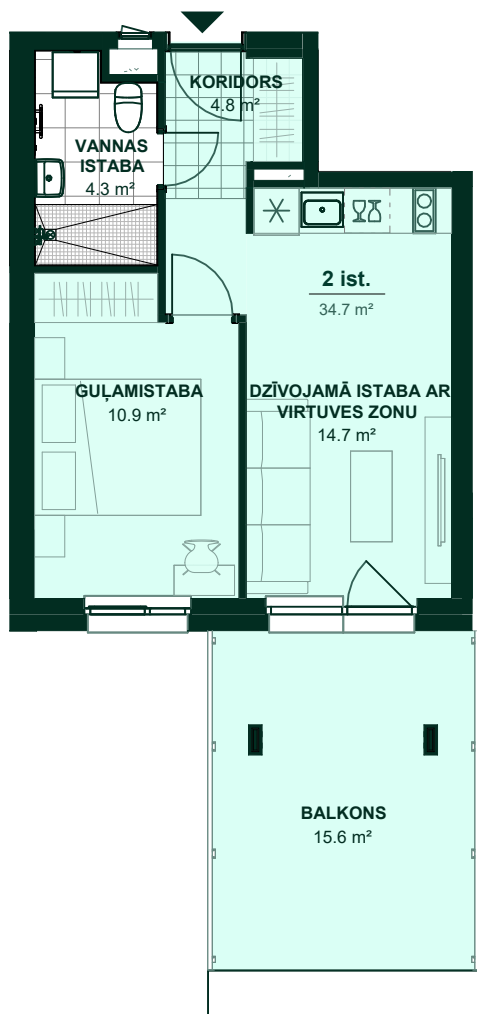 KORIDORS
4.8 m²
VANNAS
ISTABA
4.3 m²
2 ist.
34.7 m²
GUĻAMISTABA
10.9 m²
DZĪVOJAMĀ ISTABA AR
VIRTUVES ZONU
14.7 m²
BALKONS
15.6 m²